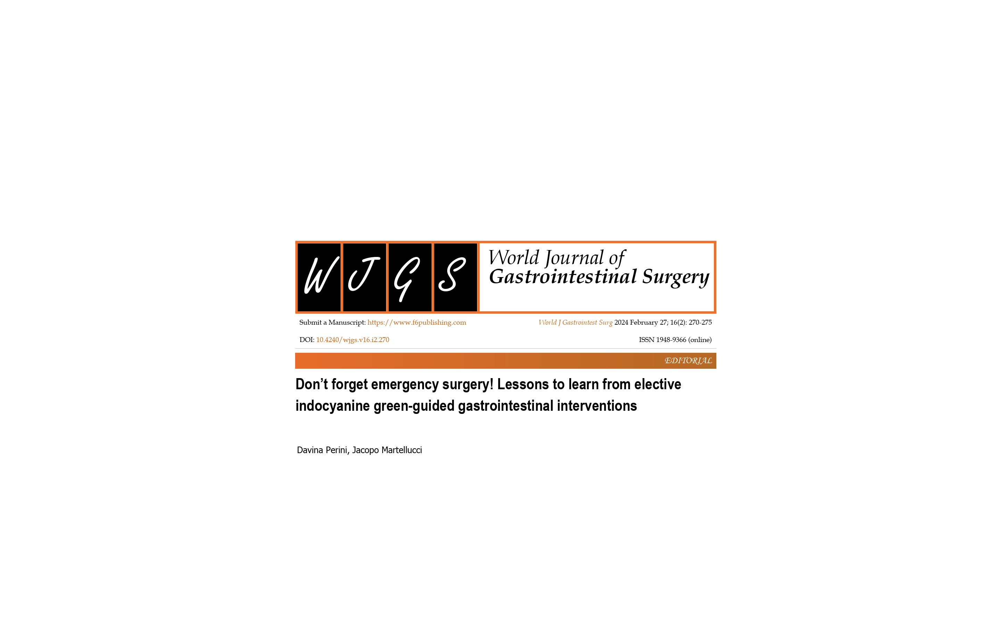 W J G S
World Journal of
Gastrointestinal Surgery
Submit a Manuscript: https://www.f6publishing.com
World J Gastrointest Surg 2024 February 27; 16(2): 270-275
DOI: 10.4240/wjgs.v16.i2.270
ISSN 1948-9366 (online)
EDITORIAL
Don’t forget emergency surgery! Lessons to learn from elective
indocyanine green-guided gastrointestinal interventions
Davina Perini, Jacopo Martellucci